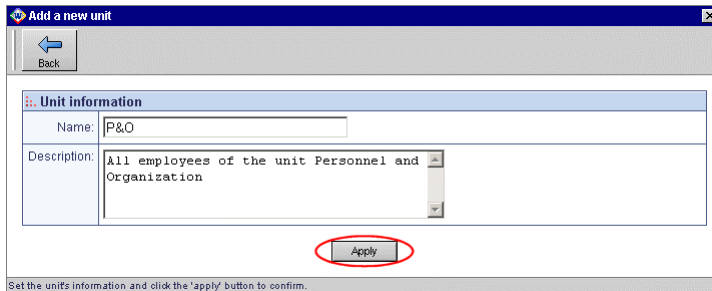 Add a new unit
Back
Unit information
Name: P&O
Description: All employees of the unit Personnel and
Organization
Apply
Set the unit's information and click the 'apply' button to confirm.